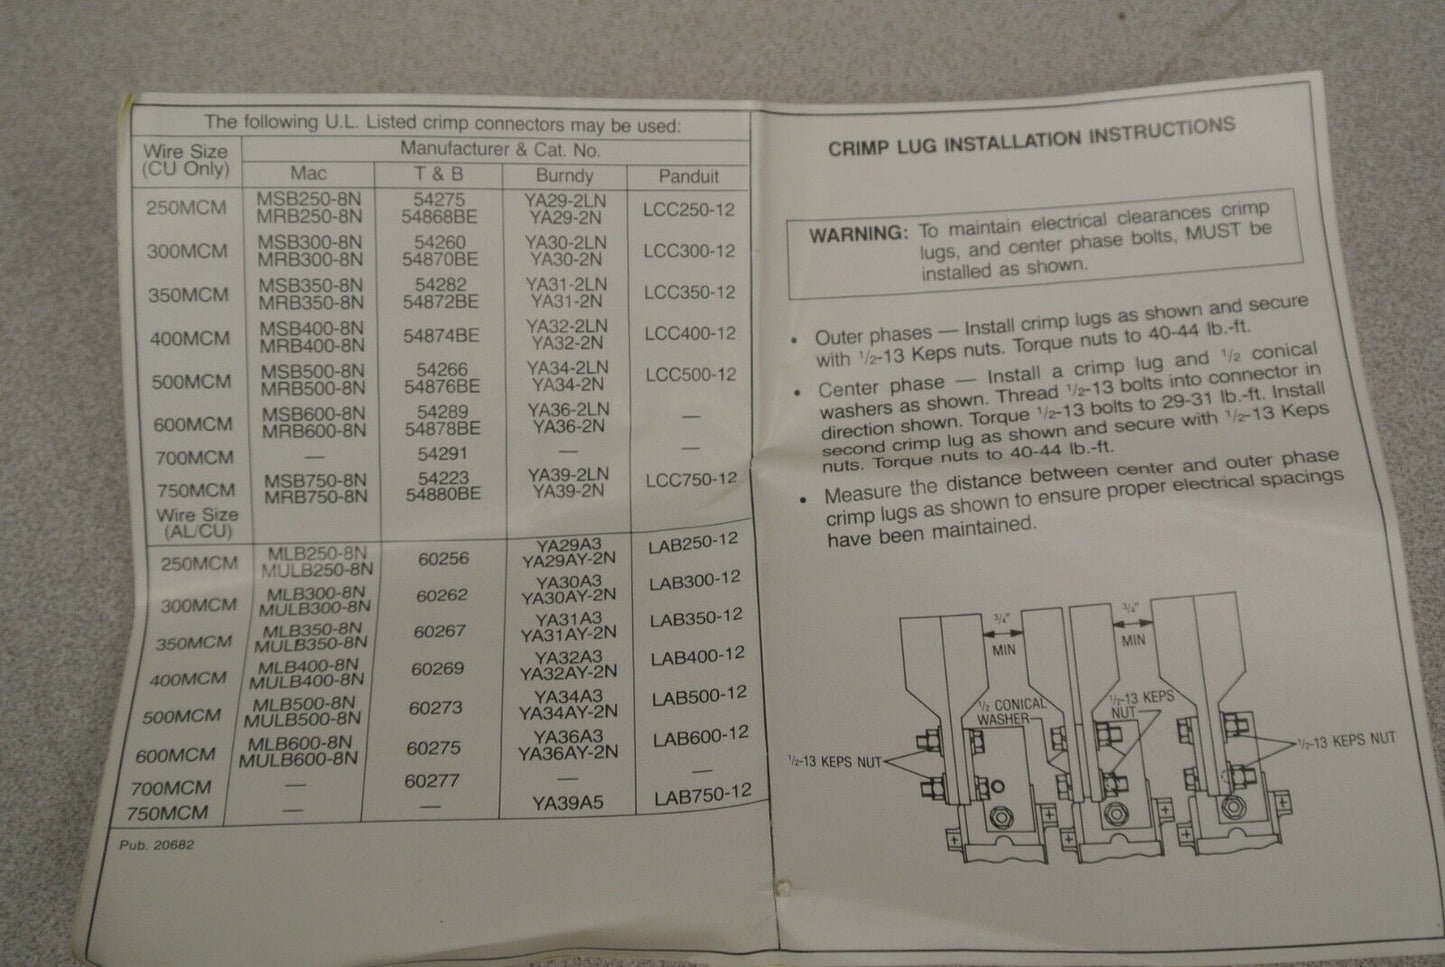 The following U.L. Listed crimp connectors may be used:
Wire Size (CU Only) Manufacturer & Cat. No.
Mac T & B Burndy Panduit
250MCM MSB250-8N 54275 YA29-2LN LCC250-12
MRB250-8N 54868BE YA29-2N
300MCM MSB300-8N 54260 YA30-2LN LCC300-12
MRB300-8N 54870BE YA30-2N
350MCM MSB350-8N 54282 YA31-2LN LCC350-12
MRB350-8N 54872BE YA31-2N
400MCM MSB400-8N 54874BE YA32-2LN LCC400-12
MRB400-8N YA32-2N
500MCM MSB500-8N 54266 YA34-2LN LCC500-12
MRB500-8N 54876BE YA34-2N
600MCM MSB600-8N 54289 YA36-2LN —
MRB600-8N 54878BE YA36-2N
700MCM — 54291 — —
750MCM MSB750-8N 54223 YA39-2LN LCC750-12
MRB750-8N 54880BE YA39-2N
Wire Size
(AL/CU)
250MCM MLB250-8N 60256 YA29A3 LAB250-12
MULB250-8N YA29AY-2N
300MCM MLB300-8N 60262 YA30A3 LAB300-12
MULB300-8N YA30AY-2N
350MCM MLB350-8N 60267 YA31A3 LAB350-12
MULB350-8N YA31AY-2N
400MCM MLB400-8N 60269 YA32A3 LAB400-12
MULB400-8N YA32AY-2N
500MCM MLB500-8N 60273 YA34A3 LAB500-12
MULB500-8N YA34AY-2N
600MCM MLB600-8N 60275 YA36A3 LAB600-12
MULB600-8N YA36AY-2N
700MCM — 60277 — —
750MCM — — YA39A5 LAB750-12
Pub. 20682
CRIMP LUG INSTALLATION INSTRUCTIONS
WARNING: To maintain electrical clearances crimp
lugs, and center phase bolts, MUST be
installed as shown.
• Outer phases — Install crimp lugs as shown and secure
with 1/2-13 Keps nuts. Torque nuts to 40-44 lb.-ft.
• Center phase — Install a crimp lug and 1/2 conical
washers as shown. Thread 1/2-13 bolts into connector in
direction shown. Torque 1/2-13 bolts to 29-31 lb.-ft. Install
second crimp lug as shown and secure with 1/2-13 Keps
nuts. Torque nuts to 40-44 lb.-ft.
• Measure the distance between center and outer phase
crimp lugs as shown to ensure proper electrical spacings
have been maintained.
3/4" 3/4"
MIN MIN
1/2 CONICAL
WASHER
1/2-13 KEPS
NUT
1/2-13 KEPS NUT
1/2-13 KEPS NUT